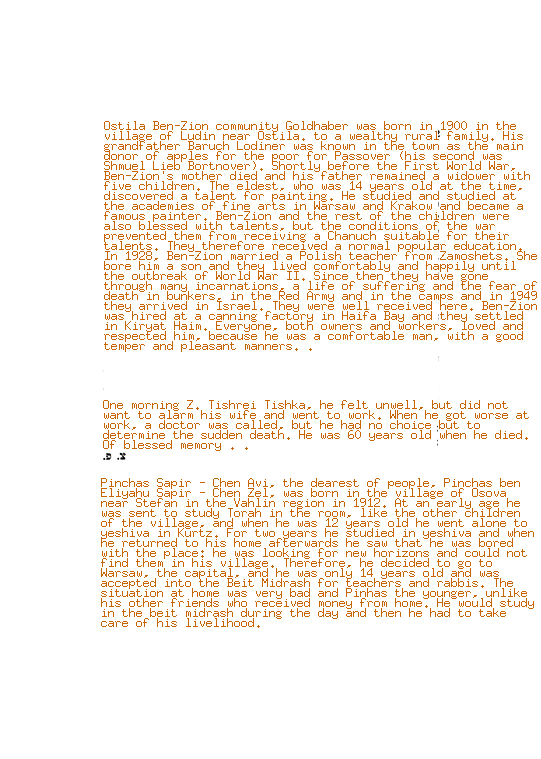 Ostila Ben-Zion community Goldhaber was born in 1900 in the
village of Ludin near Ostila. to a wealthy rural family. His
grandfather Baruch Lodiner was known in the town as the main
donor of apples for the poor for Passover (his second was
Shmuel Lieb Bortnover). Shortly before the First World War,
Ben-Zion's mother died and his father remained a widower with
five children. The eldest, who was 14 years old at the time,
discovered a talent for painting. He studied and studied at
the academies of fine arts in Warsaw and Krakow and became a
famous painter. Ben-Zion and the rest of the children were
also blessed with talents, but the conditions of the war
prevented them from receiving a Chanuch suitable for their
talents. They therefore received a normal popular education.
In 1928, Ben-Zion married a Polish teacher from Zamoshets. She
bore him a son and they lived comfortably and happily until
the outbreak of World War II. Since then they have gone
through many incarnations, a life of suffering and the fear of
death in bunkers, in the Red Army and in the camps and in 1949
they arrived in Israel. They were well received here. Ben-Zion
was hired at a canning factory in Haifa Bay and they settled
in Kiryat Haim. Everyone, both owners and workers, loved and
respected him, because he was a comfortable man, with a good
temper and pleasant manners. . 
One morning Z. Tishrei Tishka, he felt unwell, but did not
want to alarm his wife and went to work. When he got worse at
work, a doctor was called, but he had no choice but to
determine the sudden death. He was 60 years old when he died.
Of blessed memory . .
Pinchas Sapir - Chen Avi, the dearest of people, Pinchas ben
Eliyahu Sapir - Chen Zel, was born in the village of Osova
near Stefan in the Vahlin region in 1912. At an early age he
was sent to study Torah in the room, like the other children
of the village, and when he was 12 years old he went alone to
yeshiva in Kurtz. For two years he studied in yeshiva and when
he returned to his home afterwards he saw that he was bored
with the place: he was looking for new horizons and could not
find them in his village. Therefore, he decided to go to
Warsaw, the capital, and he was only 14 years old and was
accepted into the Beit Midrash for teachers and rabbis. The
situation at home was very bad and Pinhas the younger, unlike
his other friends who received money from home. He would study
in the beit midrash during the day and then he had to take
care of his livelihood.